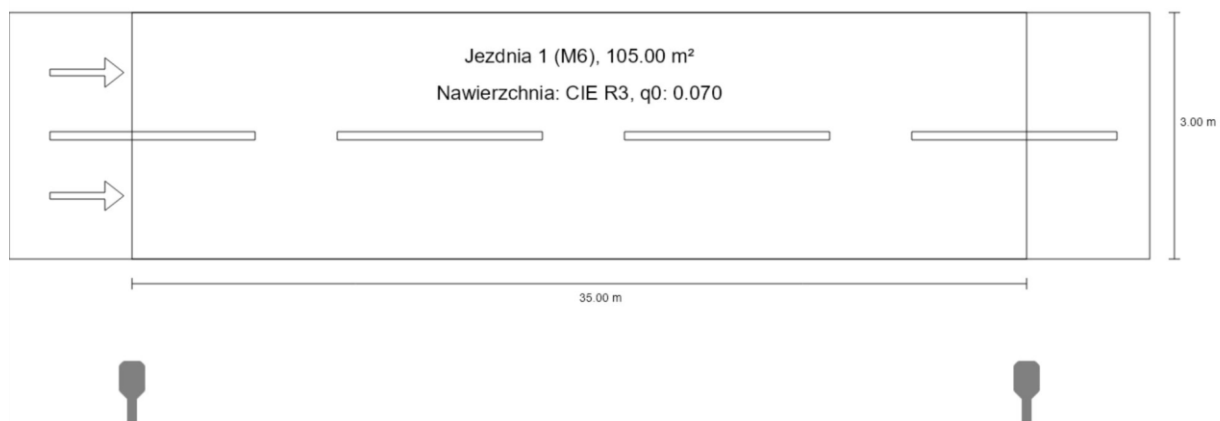 Jezdnia 1 (M6), 105.00 m²
Nawierzchnia: CIE R3, q0: 0.070
3.00 m
35.00 m